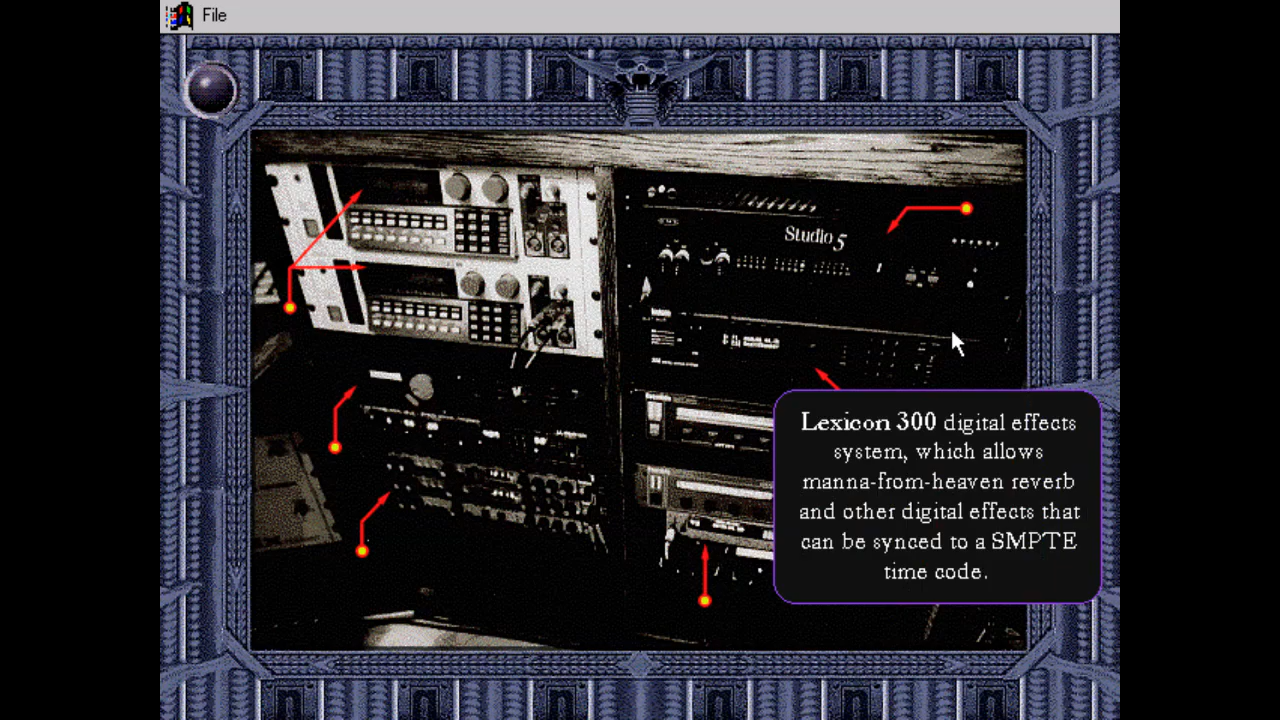 File
Studio 5
Lexicon 300 digital effects
system, which allows
manna-from-heaven reverb
and other digital effects that
can be synced to a SMPTE
time code.